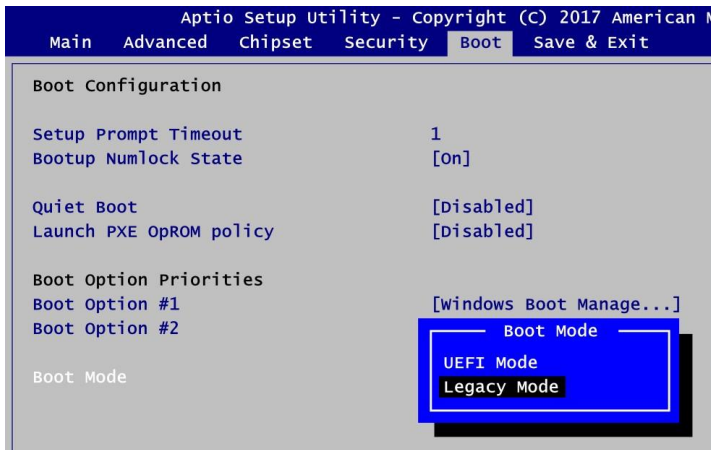 Aptio Setup Utility - Copyright (C) 2017 American
Main Advanced Chipset Security Boot Save & Exit
Boot Configuration
Setup Prompt Timeout 1
Bootup Numlock State [On]
Quiet Boot [Disabled]
Launch PXE OpROM policy [Disabled]
Boot Option Priorities
Boot Option #1 [Windows Boot Manage...]
Boot Option #2
Boot Mode
UEFI Mode
Boot Mode
Legacy Mode